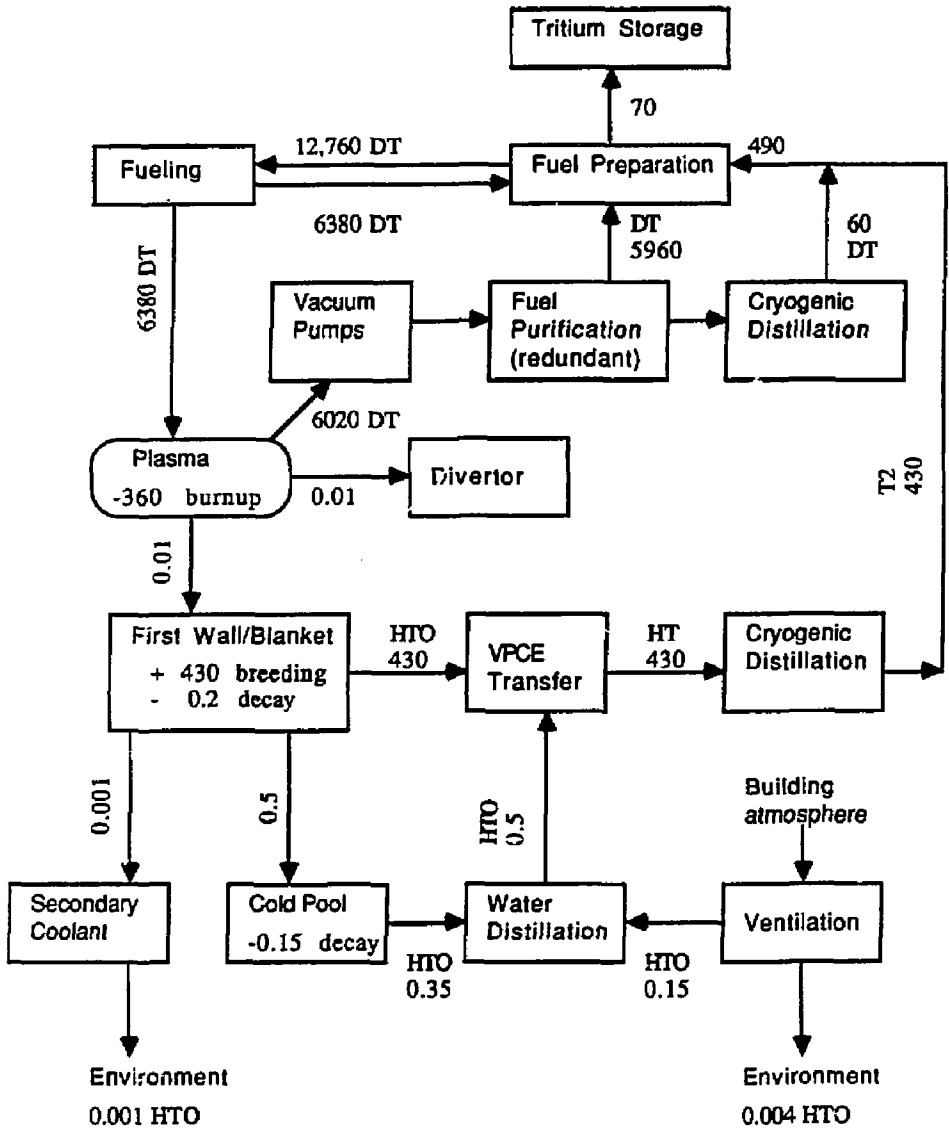 Tritium Storage
70
12,760 DT
490
Fueling
Fuel Preparation
6380 DT
DT
5960
60
DT
6380 DT
Vacuum
Pumps
Fuel
Purification
(redundant)
Cryogenic
Distillation
6020 DT
Plasma
-360 burnup
0.01
Divertor
T2
430
0.01
First Wall/Blanket
+ 430 breeding
- 0.2 decay
HTO
430
VPCE
Transfer
HT
430
Cryogenic
Distillation
0.001
0.5
HTO
0.5
Building
atmosphere
Secondary
Coolant
Cold Pool
-0.15 decay
Water
Distillation
Ventilation
HTO
0.35
HTO
0.15
Environment
0.001 HTO
Environment
0.004 HTO